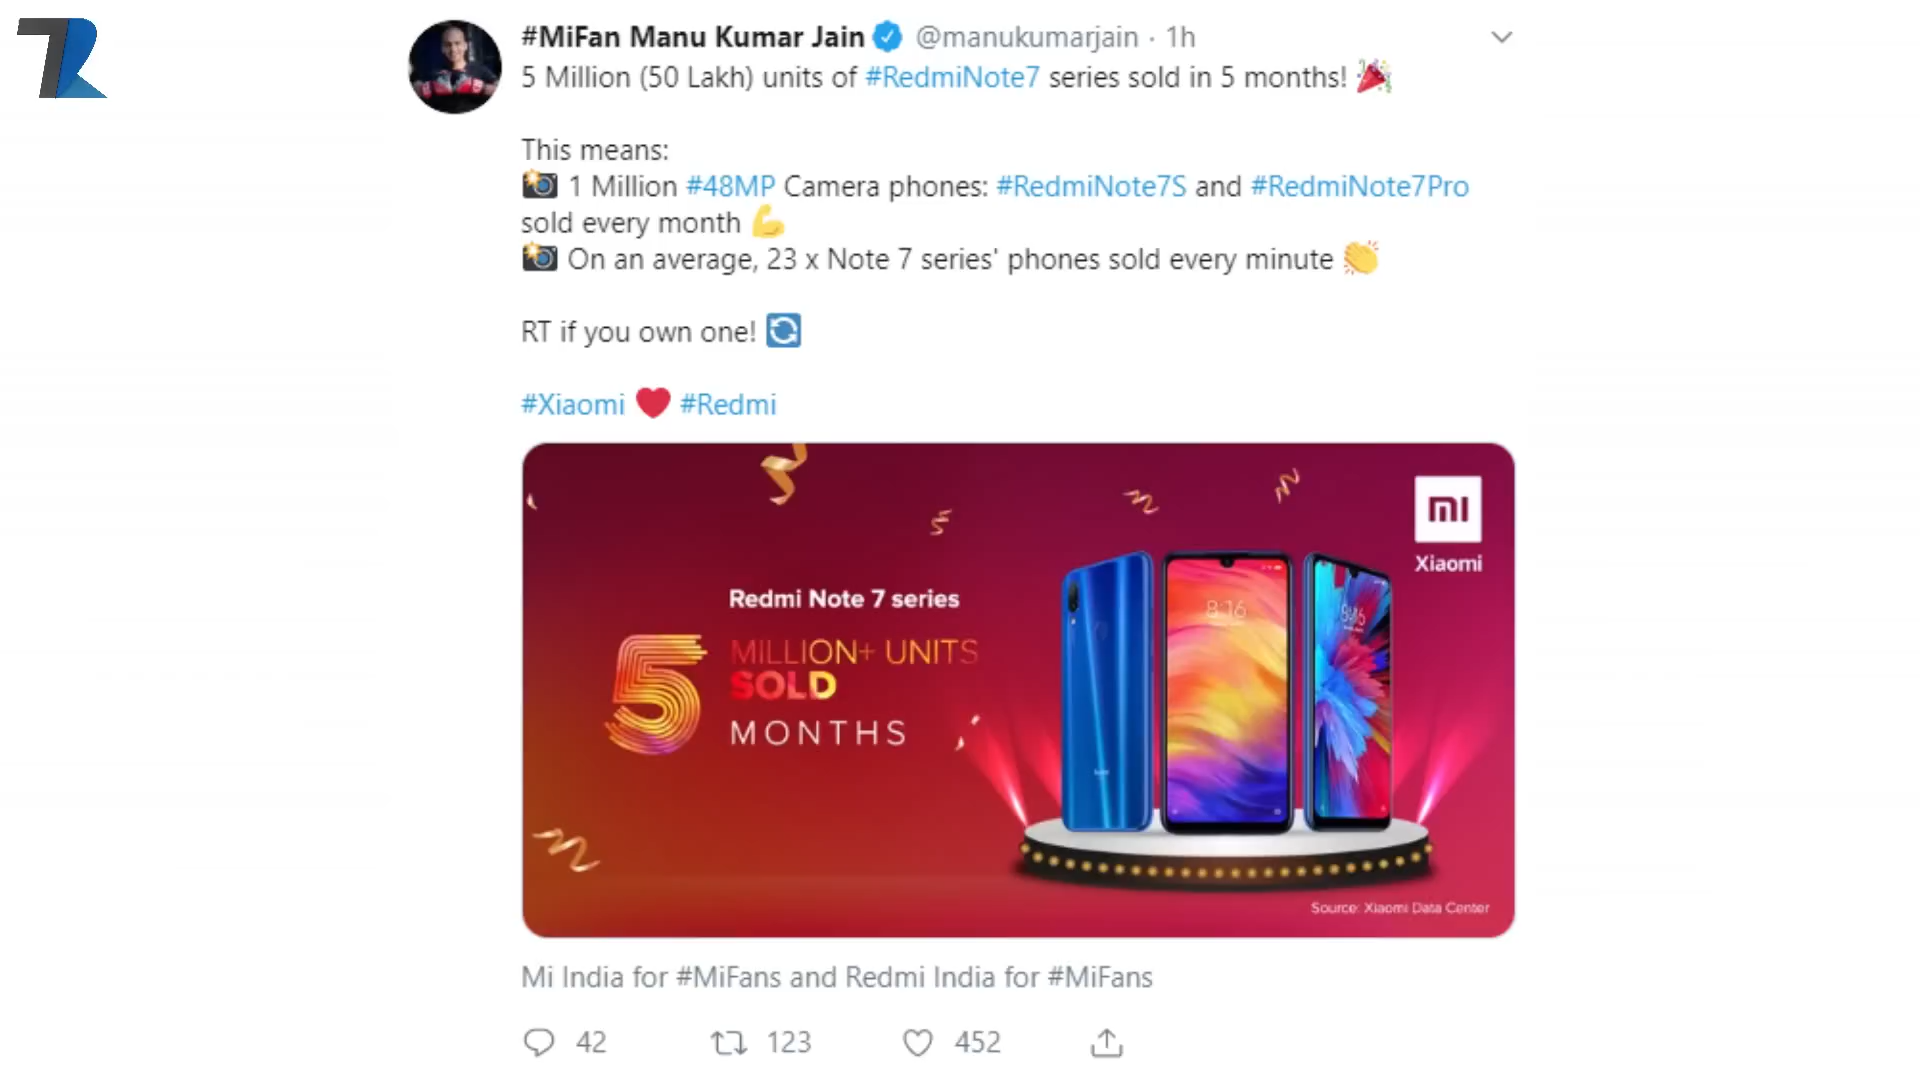 #MiFan Manu Kumar Jain @manukumarjain · 1h
5 Million (50 Lakh) units of #RedmiNote7 series sold in 5 months!
This means:
1 Million #48MP Camera phones: #RedmiNote7S and #RedmiNote7Pro
sold every month
On an average, 23 x Note 7 series' phones sold every minute
RT if you own one!
#Xiaomi #Redmi
MI
Xiaomi
Redmi Note 7 series
5 MILLION+ UNITS
SOLD
MONTHS
8:16
8:16
Source: Xiaomi Data Center
Mi India for #MiFans and Redmi India for #MiFans
42 123 452